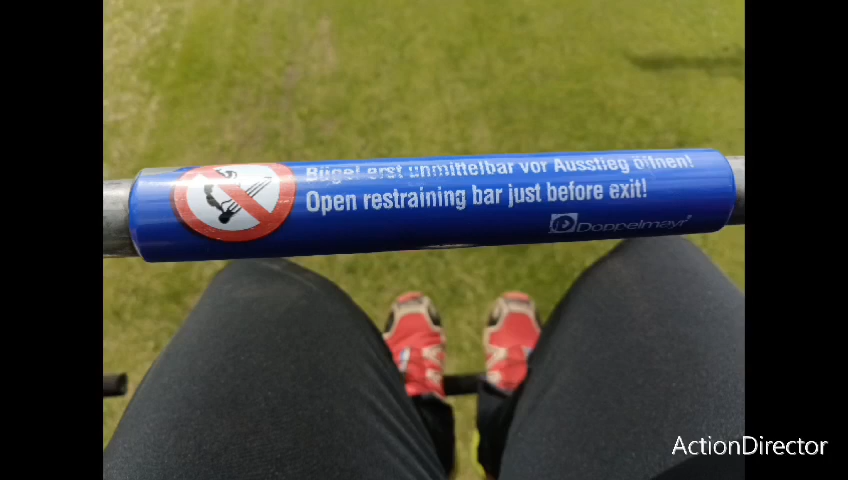 Bügel erst unmittelbar vor Ausstieg öffnen!
Open restraining bar just before exit!
Doppelmayr
ActionDirector